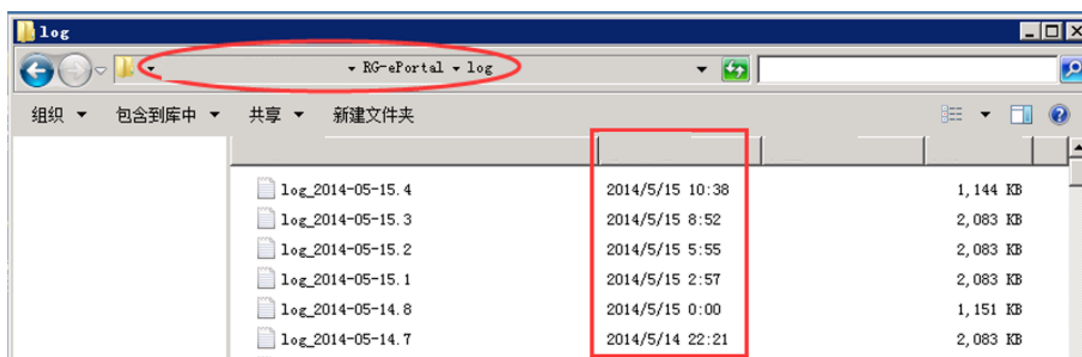 log
RG-ePortal log
组织 包含到库中 共享 新建文件夹
log_2014-05-15.4 2014/5/15 10:38 1,144 KB
log_2014-05-15.3 2014/5/15 8:52 2,083 KB
log_2014-05-15.2 2014/5/15 5:55 2,083 KB
log_2014-05-15.1 2014/5/15 2:57 2,083 KB
log_2014-05-14.8 2014/5/15 0:00 1,151 KB
log_2014-05-14.7 2014/5/14 22:21 2,083 KB